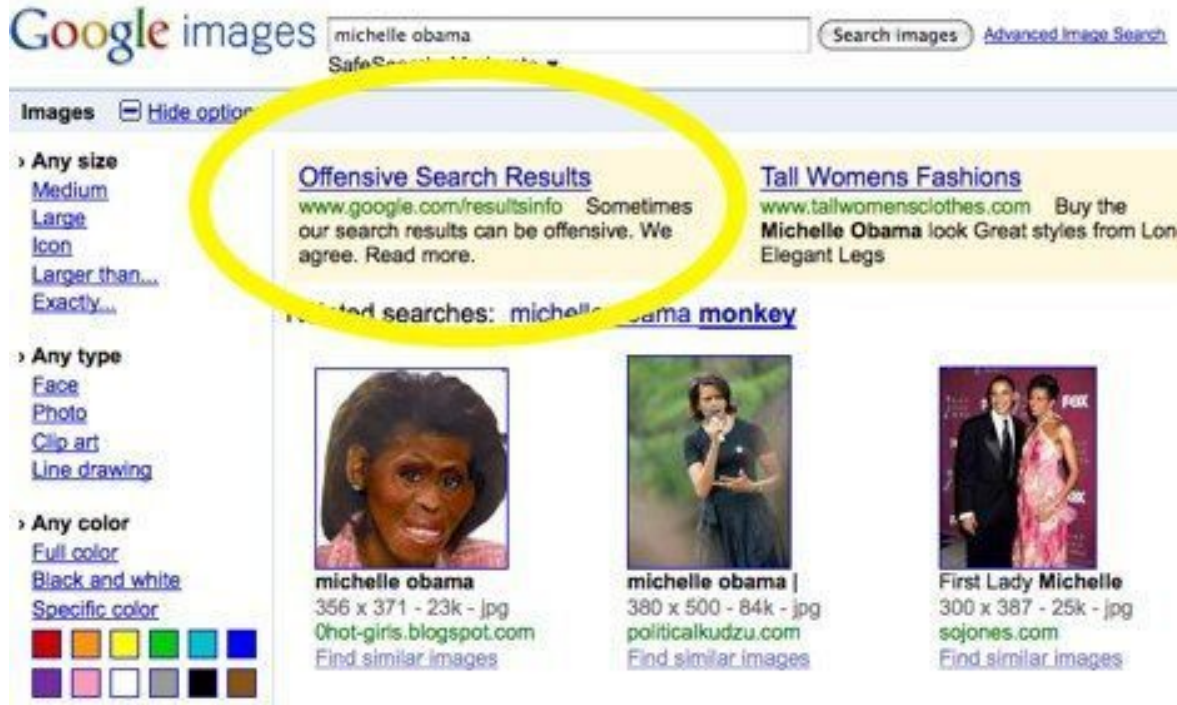 Google images michelle obama Search images Advanced Image Search
SafeSearch: Moderate ▼
Images Hide option
› Any size
Medium
Large
Icon
Larger than...
Exactly...
› Any type
Face
Photo
Clip art
Line drawing
› Any color
Full color
Black and white
Specific color
Offensive Search Results
www.google.com/resultsinfo Sometimes
our search results can be offensive. We
agree. Read more.
Tall Womens Fashions
www.tallwomensclothes.com Buy the
Michelle Obama look Great styles from Lon
Elegant Legs
Related searches: michelle obama monkey
michelle obama
356 x 371 - 23k - jpg
0hot-girls.blogspot.com
Find similar images
michelle obama |
380 x 500 - 84k - jpg
politicalkudzu.com
Find similar images
FOX
First Lady Michelle
300 x 387 - 25k - jpg
sojones.com
Find similar images